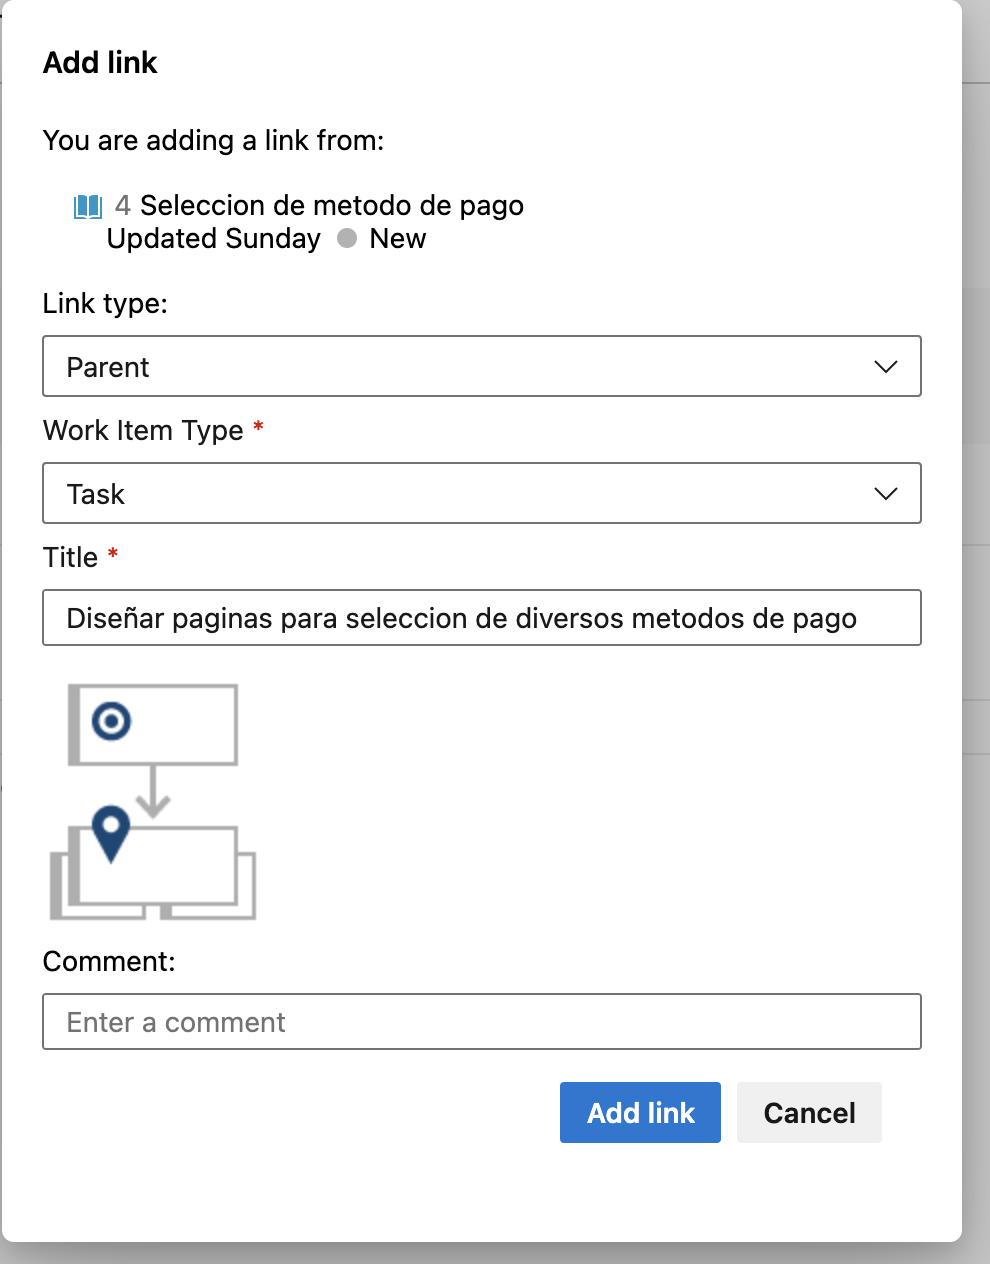 Add link
You are adding a link from:
4 Seleccion de metodo de pago
Updated Sunday New
Link type:
Parent
Work Item Type *
Task
Title *
Diseñar paginas para seleccion de diversos metodos de pago
Comment:
Enter a comment
Add link Cancel